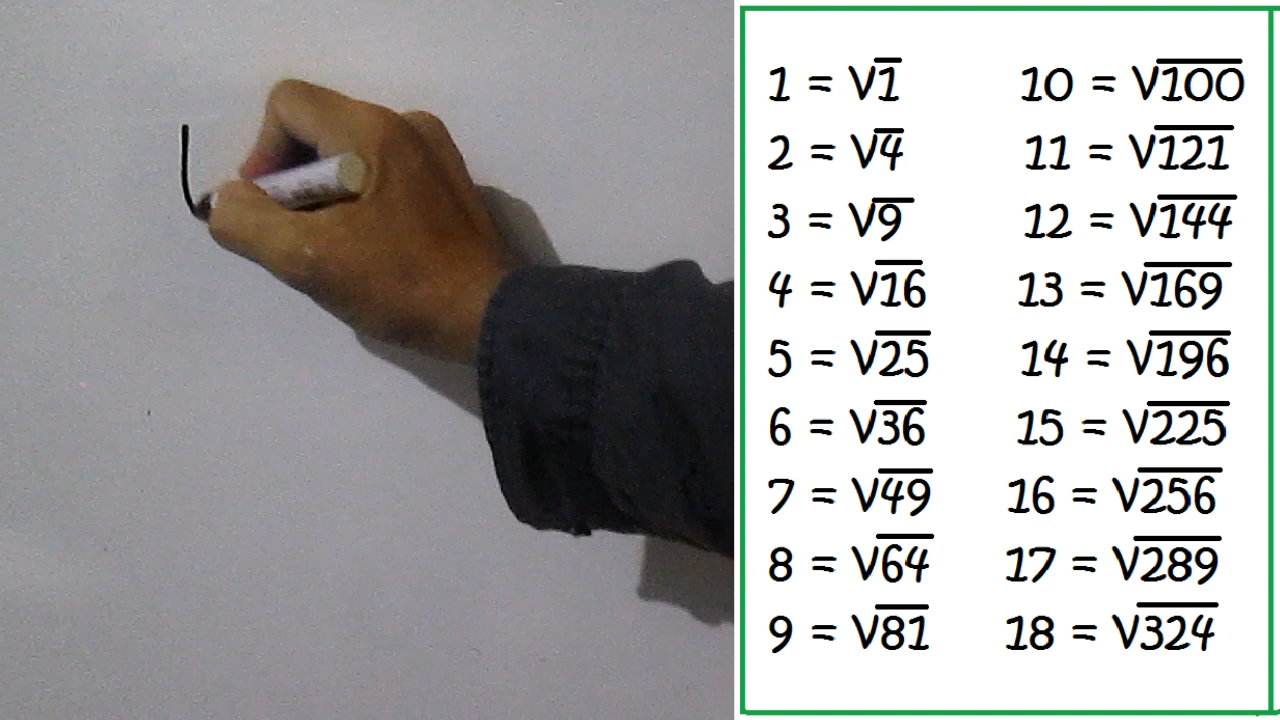 1 = √1
2 = √4
3 = √9
4 = √16
5 = √25
6 = √36
7 = √49
8 = √64
9 = √81
10 = √100
11 = √121
12 = √144
13 = √169
14 = √196
15 = √225
16 = √256
17 = √289
18 = √324